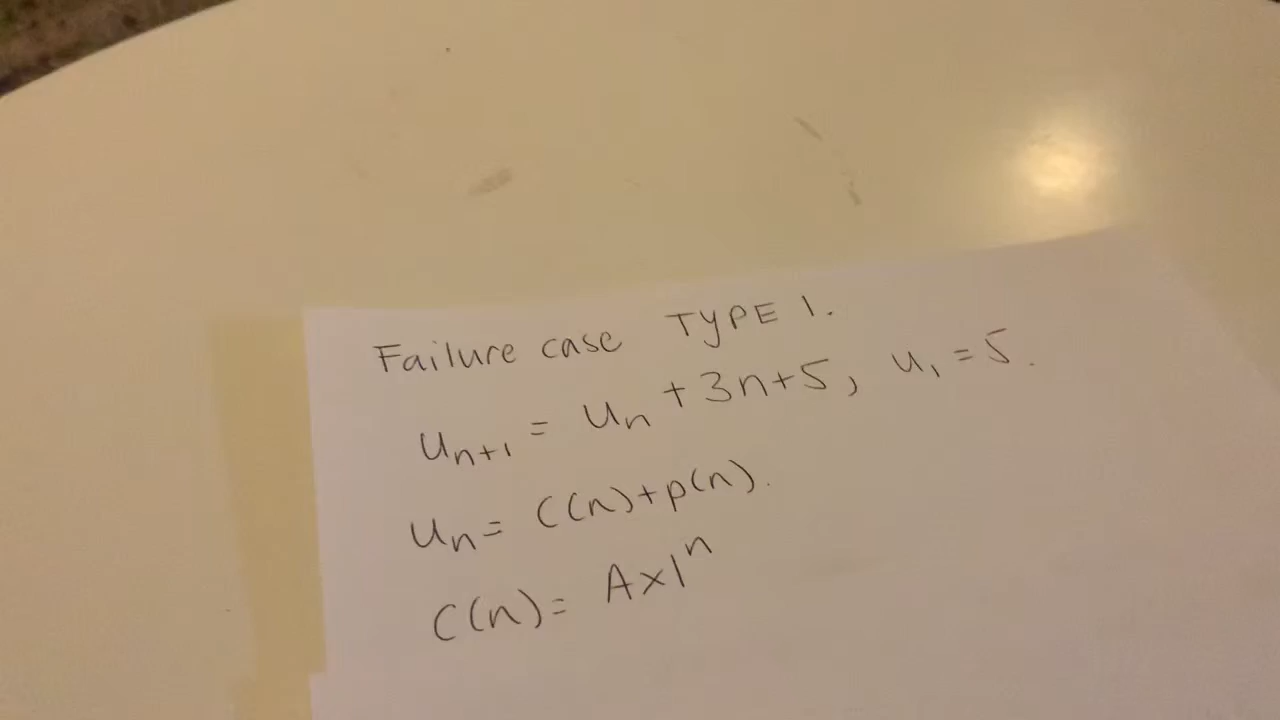 Failure case TYPE 1.
uₙ₊₁ = uₙ + 3n+5, u₁ = 5.
uₙ = C(n)+p(n).
C(n) = A×1ⁿ